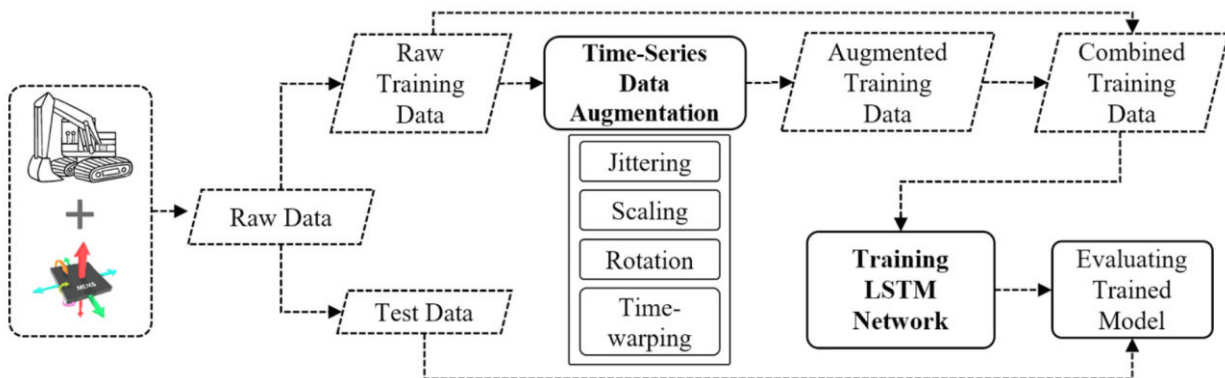 Raw
Training
Data
Time-Series
Data
Augmentation
Augmented
Training
Data
Combined
Training
Data
Jittering
Scaling
Rotation
Time-
warping
Raw Data
Test Data
MEMS
Training
LSTM
Network
Evaluating
Trained
Model